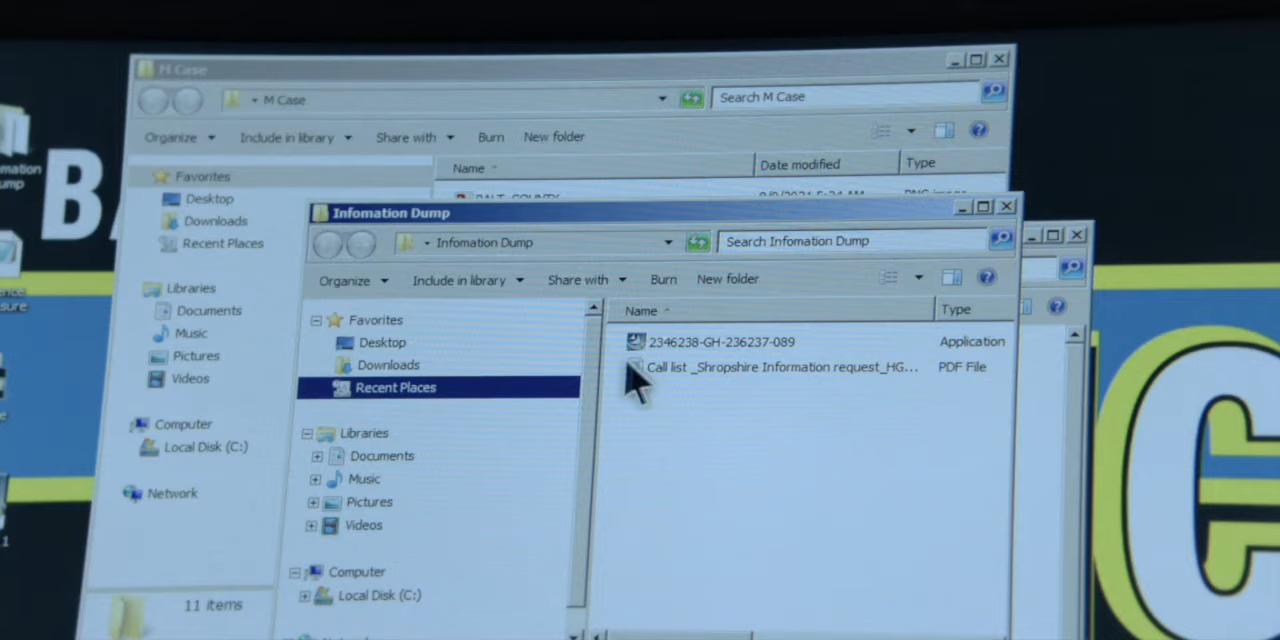 M Case
M Case
Search M Case
Organize
Include in library
Share with
Burn
New folder
Name
Date modified
Type
Favorites
Desktop
Downloads
Recent Places
Libraries
Documents
Music
Pictures
Videos
Computer
Local Disk (C:)
Network
11 items
Infomation Dump
Infomation Dump
Search Infomation Dump
Organize
Include in library
Share with
Burn
New folder
Name
Type
Favorites
Desktop
Downloads
Recent Places
Libraries
Documents
Music
Pictures
Videos
Computer
Local Disk (C:)
2346238-GH-236237-089
Application
Call list _Shropshire Information request_HG...
PDF File
B
C